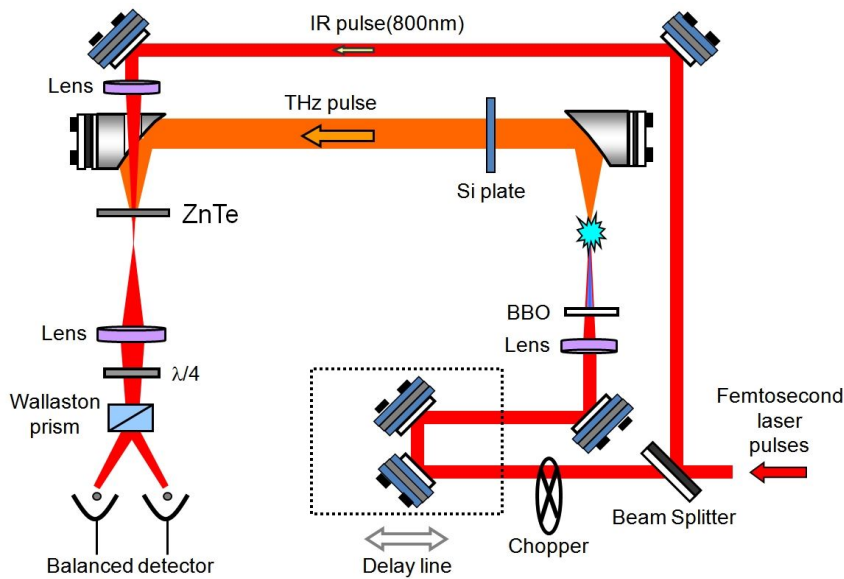 IR pulse(800nm)
Lens
THz pulse
Si plate
ZnTe
BBO
Lens
Lens
λ/4
Wallaston
prism
Femtosecond
laser
pulses
Beam Splitter
Chopper
Balanced detector
Delay line